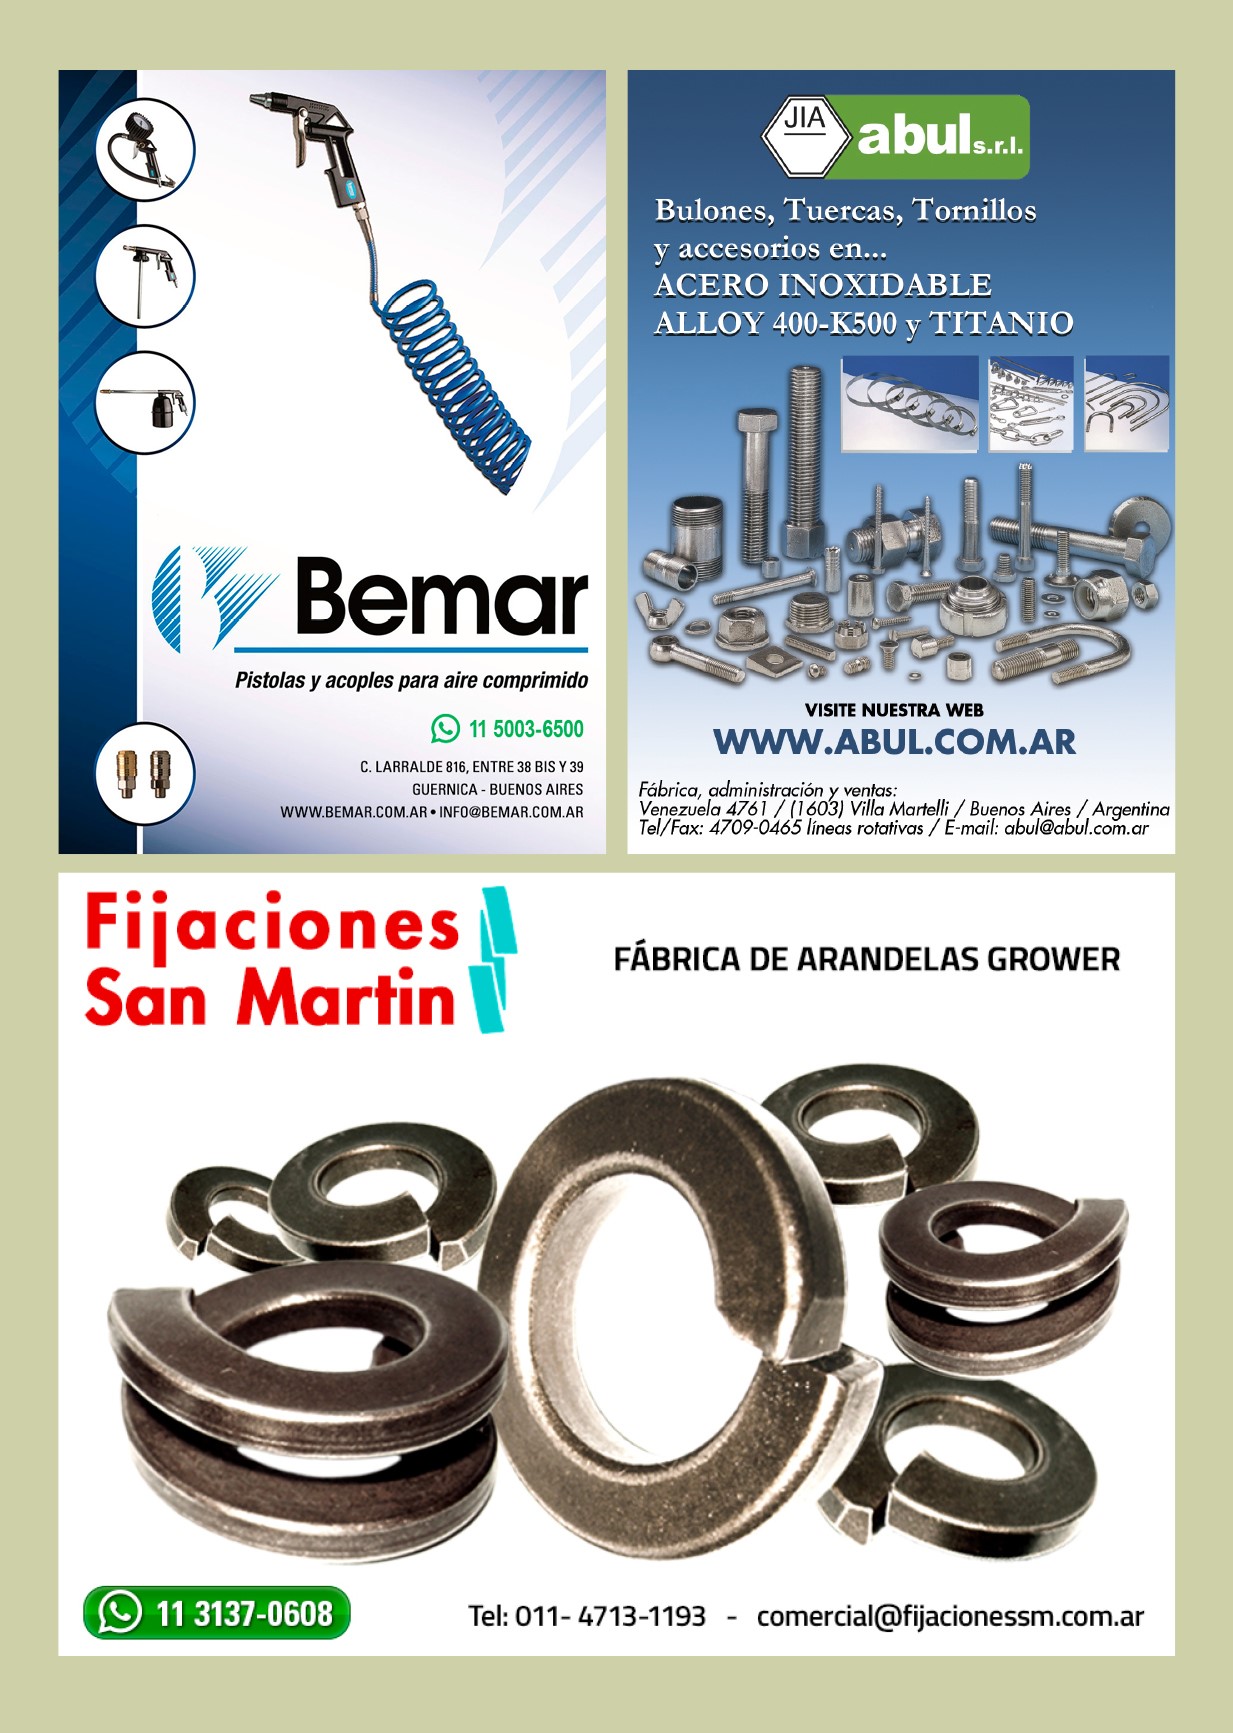 Bemar
Pistolas y acoples para aire comprimido
11 5003-6500
C. LARRALDE 816, ENTRE 38 BIS Y 39
GUERNICA - BUENOS AIRES
WWW.BEMAR.COM.AR • INFO@BEMAR.COM.AR
JIA
abul s.r.l.
Bulones, Tuercas, Tornillos
y accesorios en...
ACERO INOXIDABLE
ALLOY 400-K500 y TITANIO
VISITE NUESTRA WEB
WWW.ABUL.COM.AR
Fábrica, administración y ventas:
Venezuela 4761 / (1603) Villa Martelli / Buenos Aires / Argentina
Tel/Fax: 4709-0465 líneas rotativas / E-mail: abul@abul.com.ar
Fijaciones
San Martin
FÁBRICA DE ARANDELAS GROWER
11 3137-0608
Tel: 011- 4713-1193 - comercial@fijacionessm.com.ar